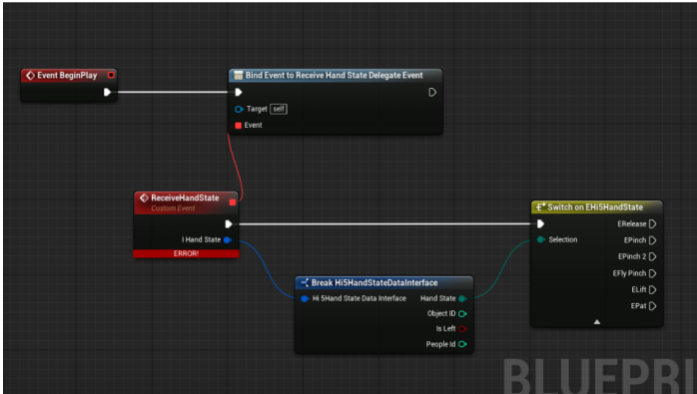 Event BeginPlay
Bind Event to Receive Hand State Delegate Event
Target self
Event
ReceiveHandState
Custom Event
I Hand State
ERROR!
Break Hi5HandStateDataInterface
Hi 5Hand State Data Interface Hand State
Object ID
Is Left
People Id
Switch on EHi5HandState
ERelease
Selection EPinch
EPinch 2
EFly Pinch
ELift
EPat
BLUEPRI